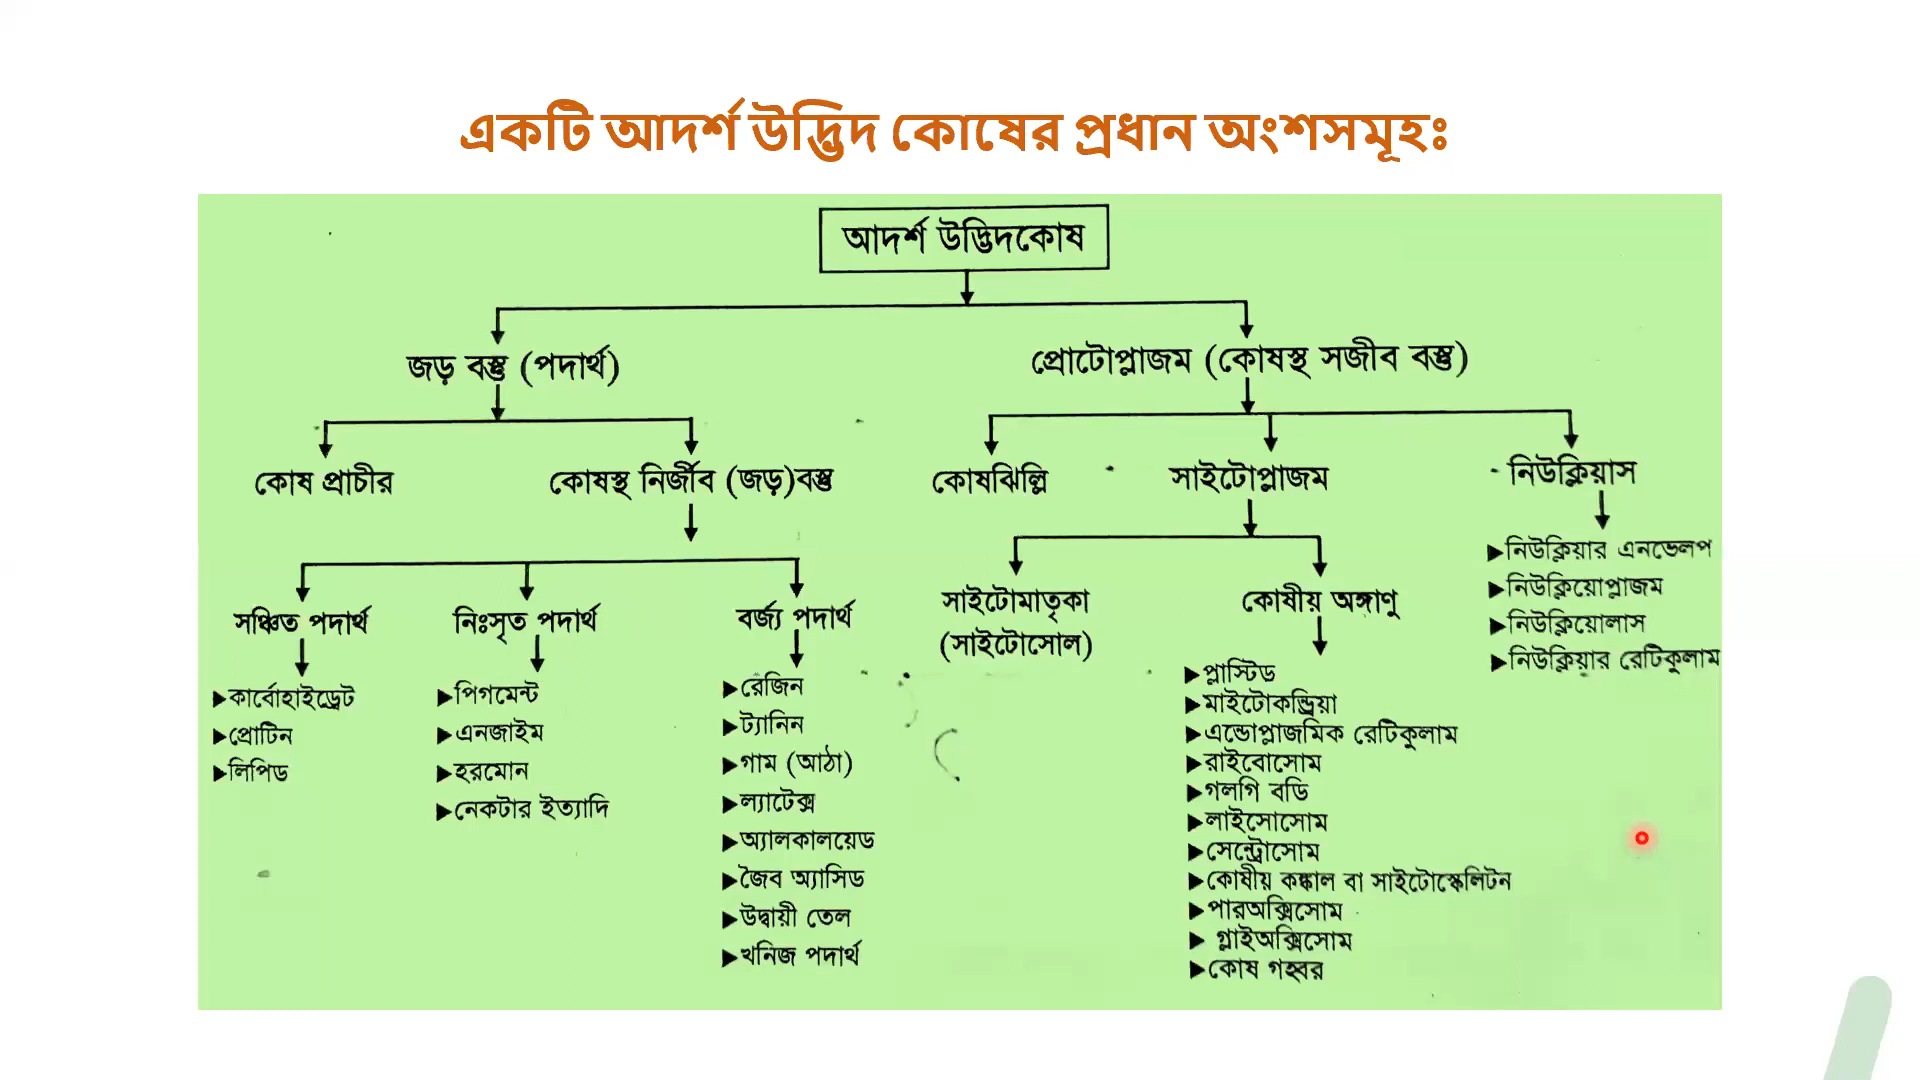 একটি আদর্শ উদ্ভিদ কোষের প্রধান অংশসমূহঃ
আদর্শ উদ্ভিদকোষ
জড় বস্তু (পদার্থ)
প্রোটোপ্লাজম (কোষস্থ সজীব বস্তু)
কোষ প্রাচীর
কোষস্থ নির্জীব (জড়)বস্তু
কোষঝিল্লি
সাইটোপ্লাজম
নিউক্লিয়াস
সঞ্চিত পদার্থ
নিঃসৃত পদার্থ
বর্জ্য পদার্থ
সাইটোমাতৃকা
(সাইটোসোল)
কোষীয় অঙ্গাণু
▶নিউক্লিয়ার এনভেলপ
▶নিউক্লিয়োপ্লাজম
▶নিউক্লিয়োলাস
▶নিউক্লিয়ার রেটিকুলাম
▶কার্বোহাইড্রেট
▶প্রোটিন
▶লিপিড
▶পিগমেন্ট
▶এনজাইম
▶হরমোন
▶নেকটার ইত্যাদি
▶রেজিন
▶ট্যানিন
▶গাম (আঠা)
▶ল্যাটেক্স
▶অ্যালকালয়েড
▶জৈব অ্যাসিড
▶উদ্বায়ী তেল
▶খনিজ পদার্থ
▶প্লাস্টিড
▶মাইটোকন্ড্রিয়া
▶এন্ডোপ্লাজমিক রেটিকুলাম
▶রাইবোসোম
▶গলগি বডি
▶লাইসোসোম
▶সেন্ট্রোসোম
▶কোষীয় কঙ্কাল বা সাইটোস্কেলিটন
▶পারঅক্সিসোম
▶ গ্লাইঅক্সিসোম
▶কোষ গহ্বর